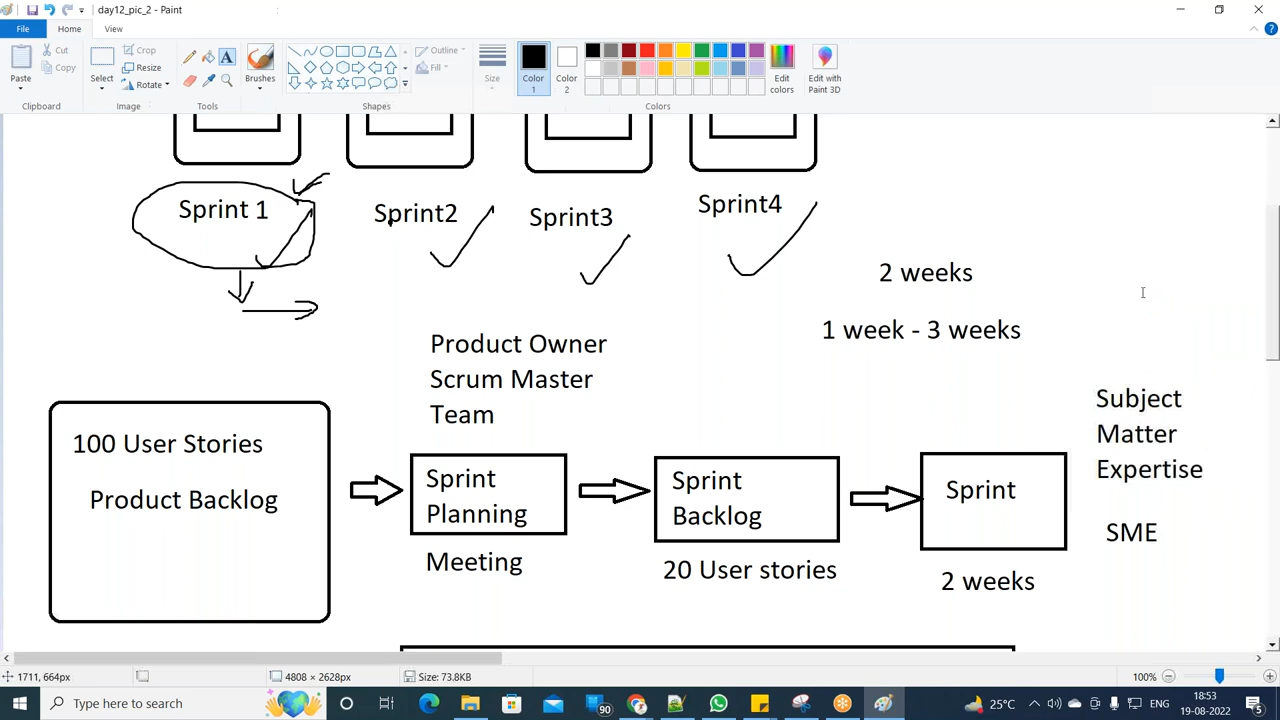 day12_pic_2 - Paint
File
Home
View
Paste
Cut
Copy
Clipboard
Select
Crop
Resize
Rotate
Image
Tools
Brushes
Shapes
Outline
Fill
Size
Color 1
Color 2
Edit colors
Edit with Paint 3D
Colors
Sprint 1
Sprint2
Sprint3
Sprint4
2 weeks
1 week - 3 weeks
Product Owner
Scrum Master
Team
100 User Stories
Product Backlog
Sprint
Planning
Meeting
Sprint
Backlog
20 User stories
Sprint
2 weeks
Subject
Matter
Expertise
SME
1711, 664px
4808 × 2628px
Size: 73.8KB
100%
Type here to search
90
25°C
ENG
18:53
19-08-2022